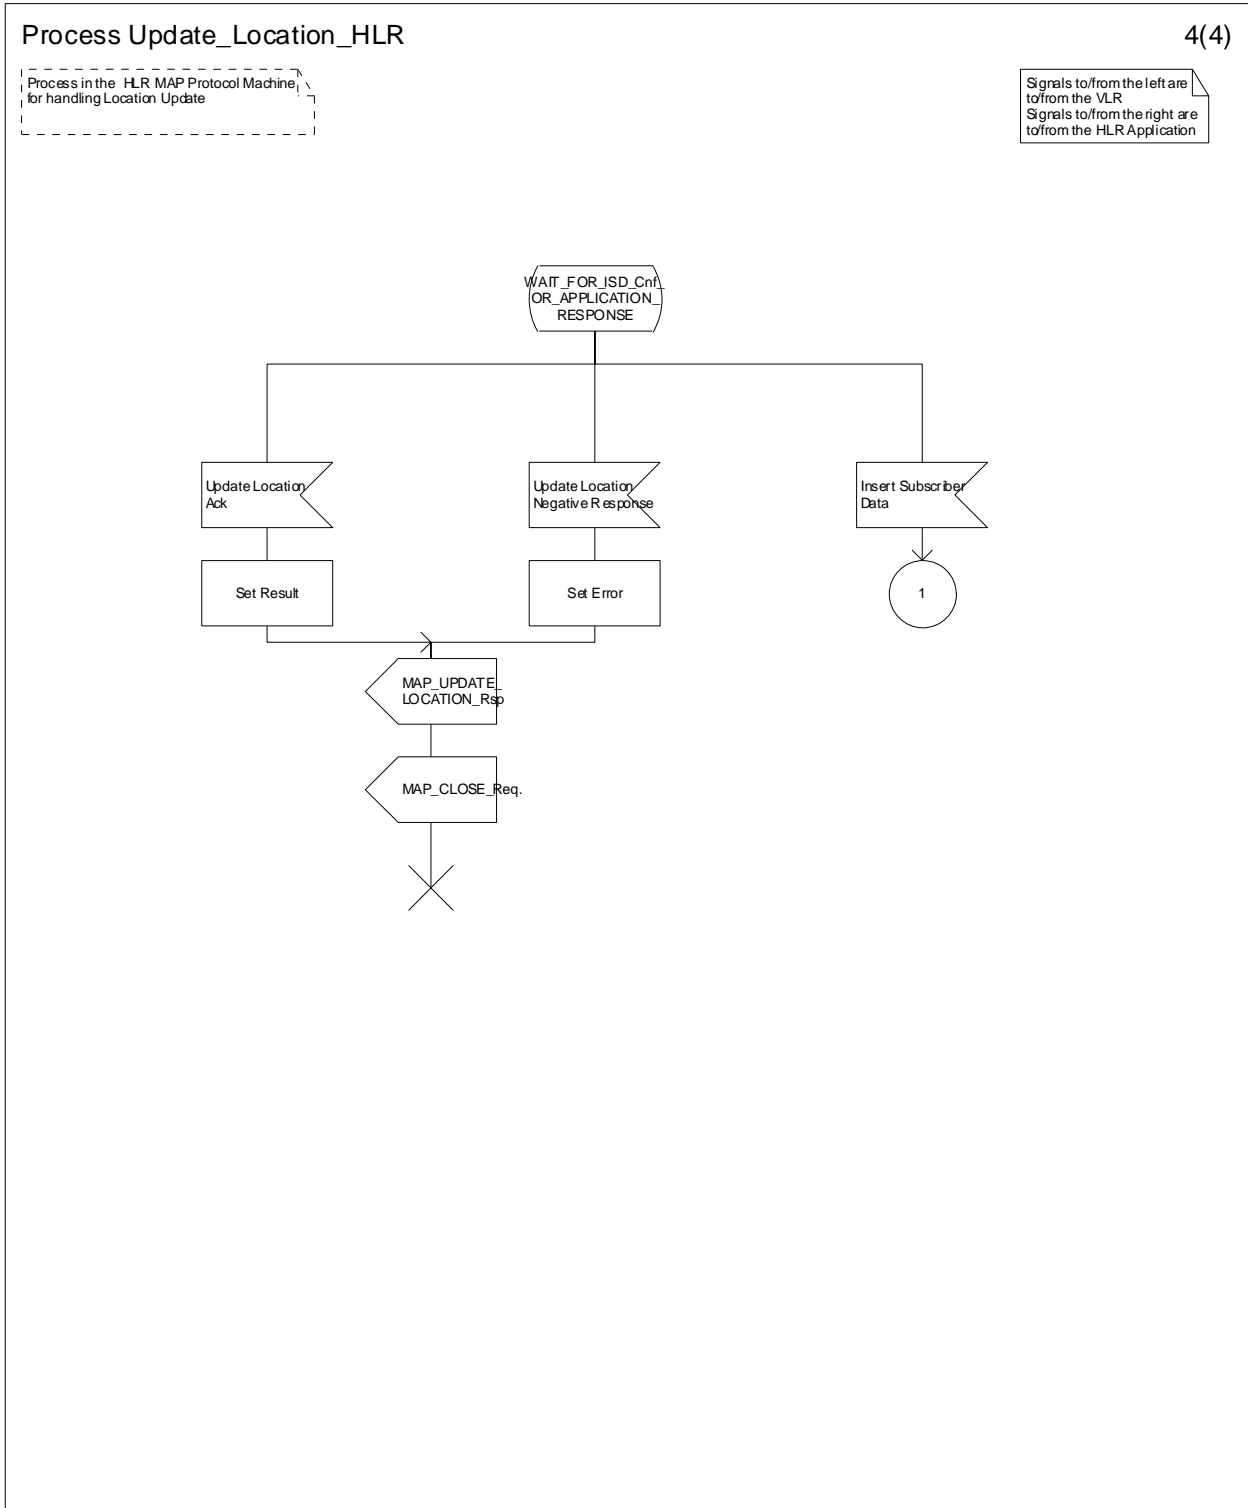 Process Update_Location_HLR
4(4)
Process in the HLR MAP Protocol Machine
for handling Location Update
Signals to/from the left are
to/from the VLR
Signals to/from the right are
to/from the HLR Application
WAIT_FOR_ISD_Cnf_
OR_APPLICATION_
RESPONSE
Update Location
Ack
Update Location
Negative Response
Insert Subscriber
Data
Set Result
Set Error
1
MAP_UPDATE_
LOCATION_Rsp
MAP_CLOSE_Req.